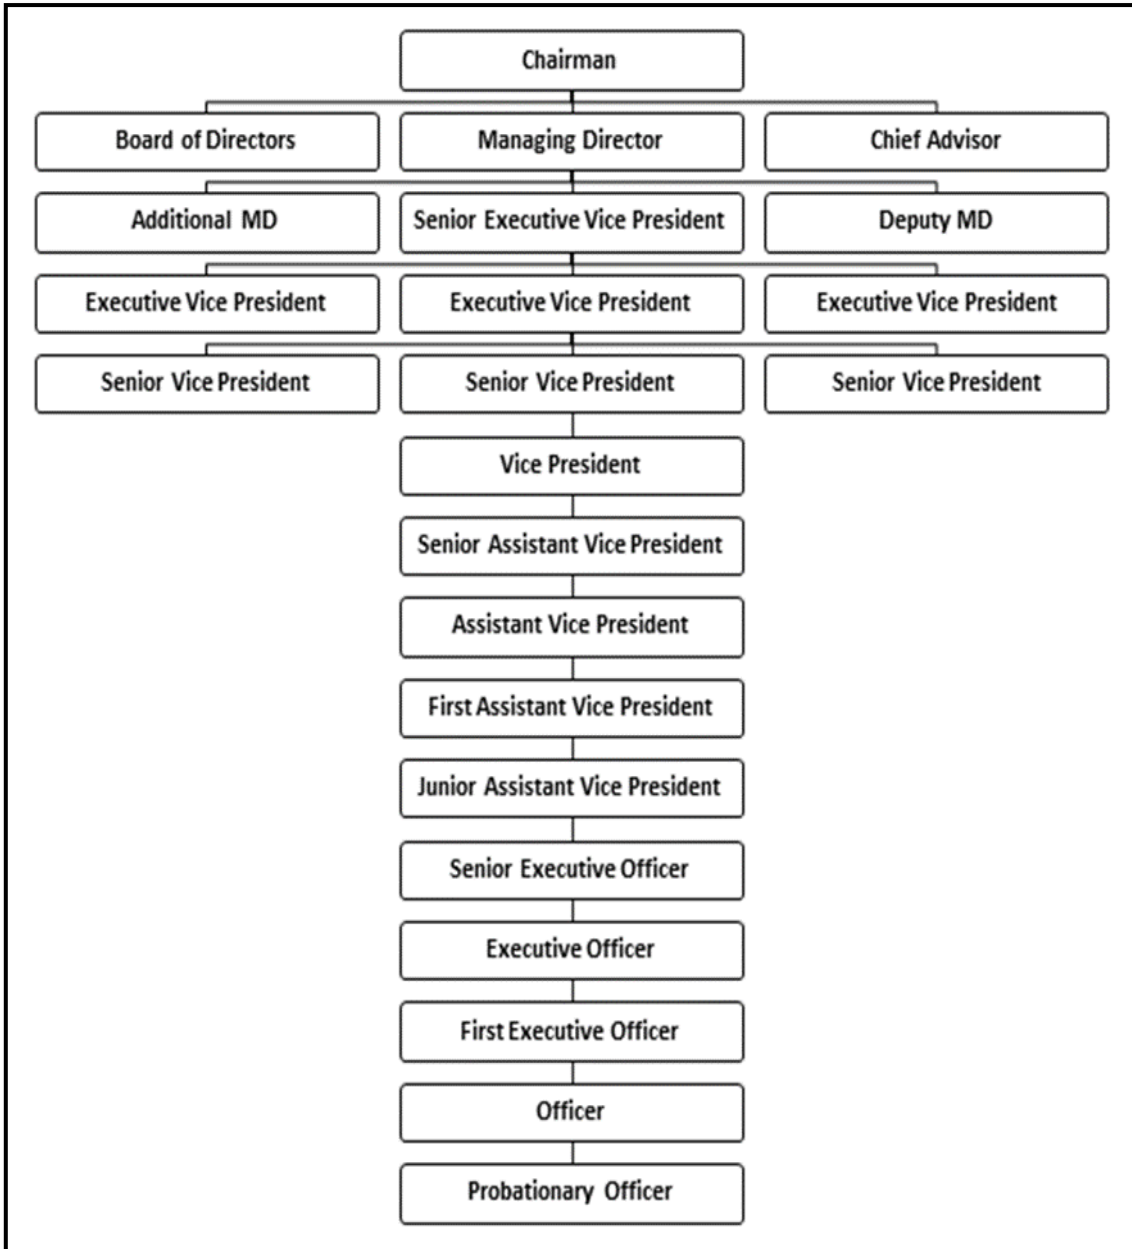 Chairman
Board of Directors
Managing Director
Chief Advisor
Additional MD
Senior Executive Vice President
Deputy MD
Executive Vice President
Executive Vice President
Executive Vice President
Senior Vice President
Senior Vice President
Senior Vice President
Vice President
Senior Assistant Vice President
Assistant Vice President
First Assistant Vice President
Junior Assistant Vice President
Senior Executive Officer
Executive Officer
First Executive Officer
Officer
Probationary Officer